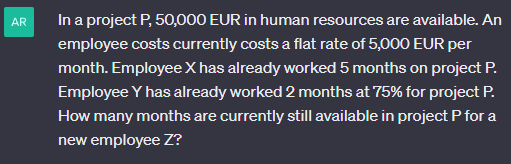 AR
In a project P, 50,000 EUR in human resources are available. An
employee costs currently costs a flat rate of 5,000 EUR per
month. Employee X has already worked 5 months on project P.
Employee Y has already worked 2 months at 75% for project P.
How many months are currently still available in project P for a
new employee Z?